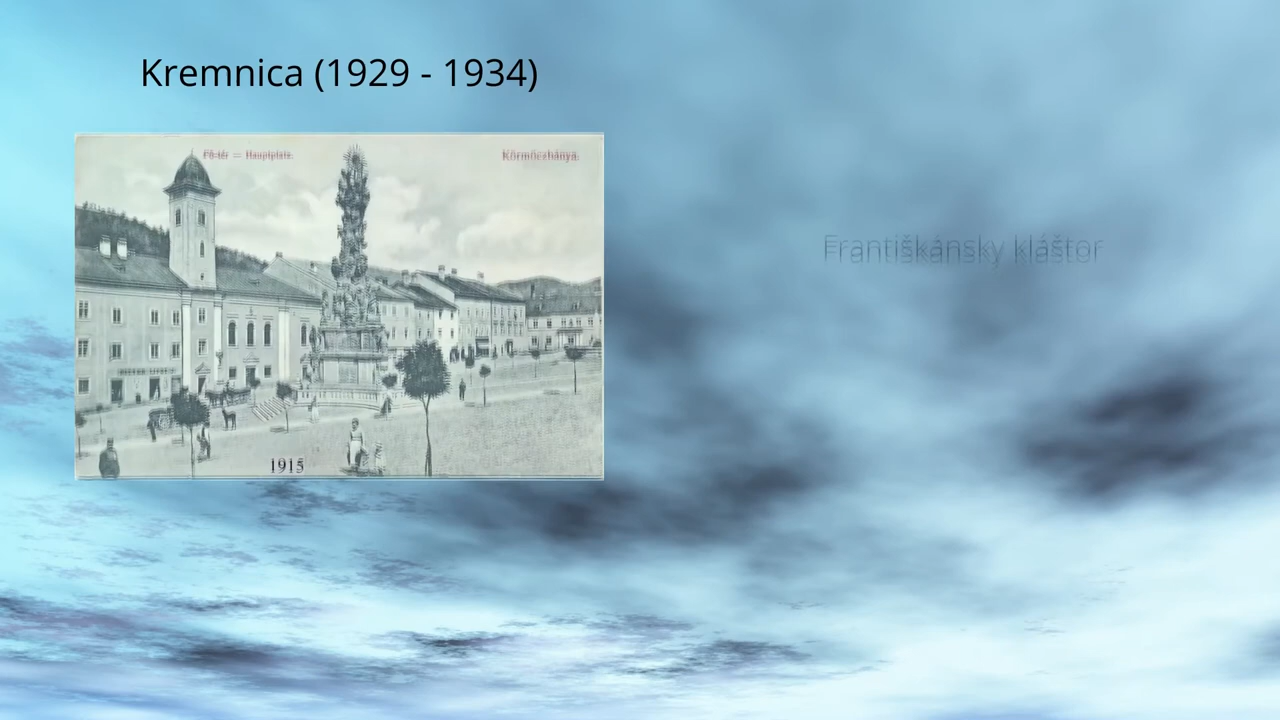 Kremnica (1929 - 1934)
Fő-tér — Hauptplatz.
Körmöczbánya.
Františkánsky kláštor
1915